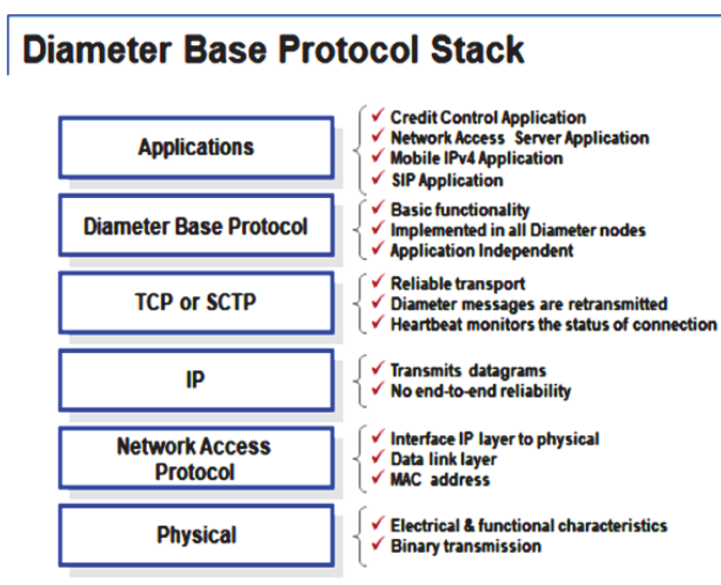 Diameter Base Protocol Stack
Applications
Credit Control Application
Network Access Server Application
Mobile IPv4 Application
SIP Application
Diameter Base Protocol
Basic functionality
Implemented in all Diameter nodes
Application Independent
TCP or SCTP
Reliable transport
Diameter messages are retransmitted
Heartbeat monitors the status of connection
IP
Transmits datagrams
No end-to-end reliability
Network Access
Protocol
Interface IP layer to physical
Data link layer
MAC address
Physical
Electrical & functional characteristics
Binary transmission